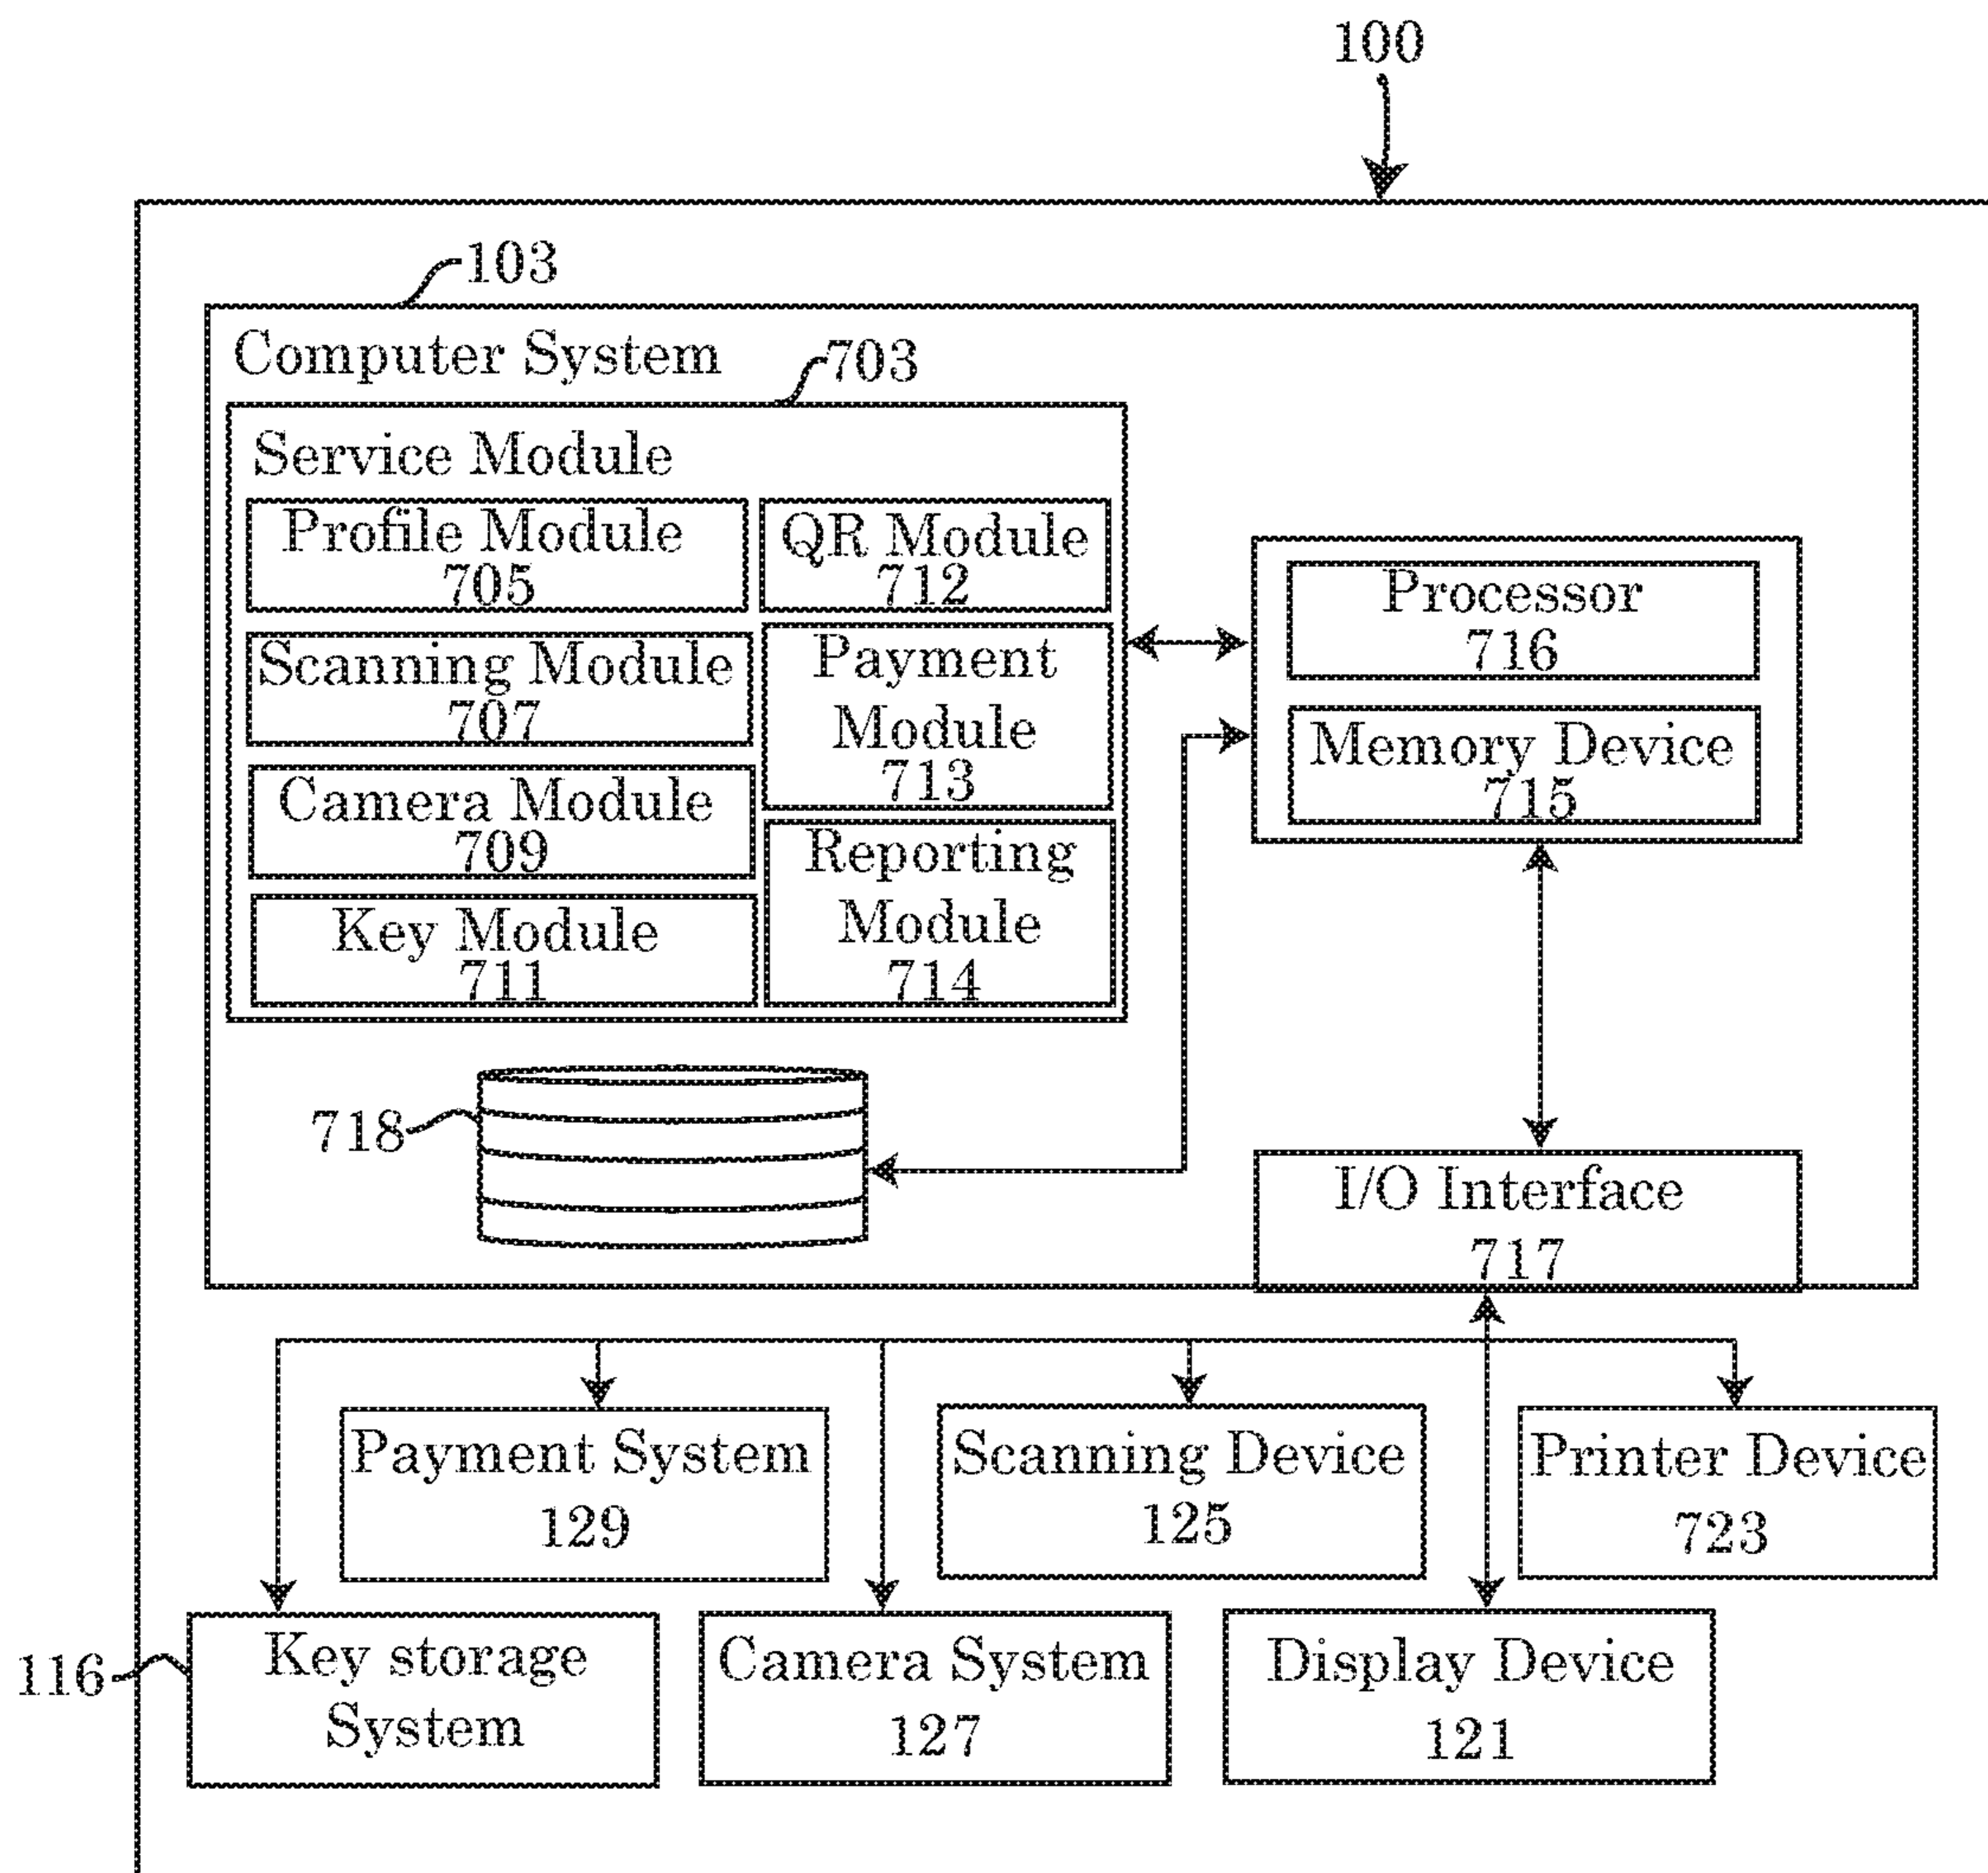 100
103
Computer System
703
Service Module
Profile Module
705
QR Module
712
Scanning Module
707
Payment
Module
713
Camera Module
709
Reporting
Module
714
Key Module
711
Processor
716
Memory Device
715
718
I/O Interface
717
Payment System
129
Scanning Device
125
Printer Device
723
116
Key storage
System
Camera System
127
Display Device
121